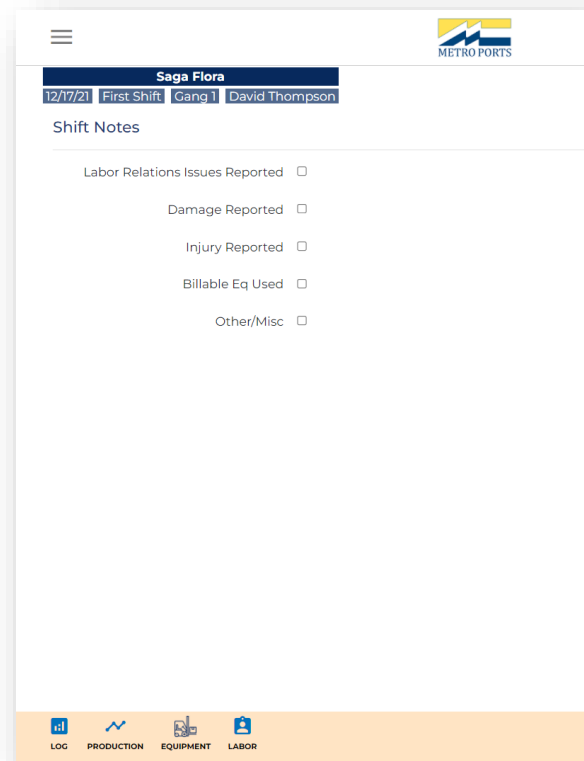 METRO PORTS
Saga Flora
12/17/21 First Shift Gang 1 David Thompson
Shift Notes
Labor Relations Issues Reported
Damage Reported
Injury Reported
Billable Eq Used
Other/Misc
LOG PRODUCTION EQUIPMENT LABOR